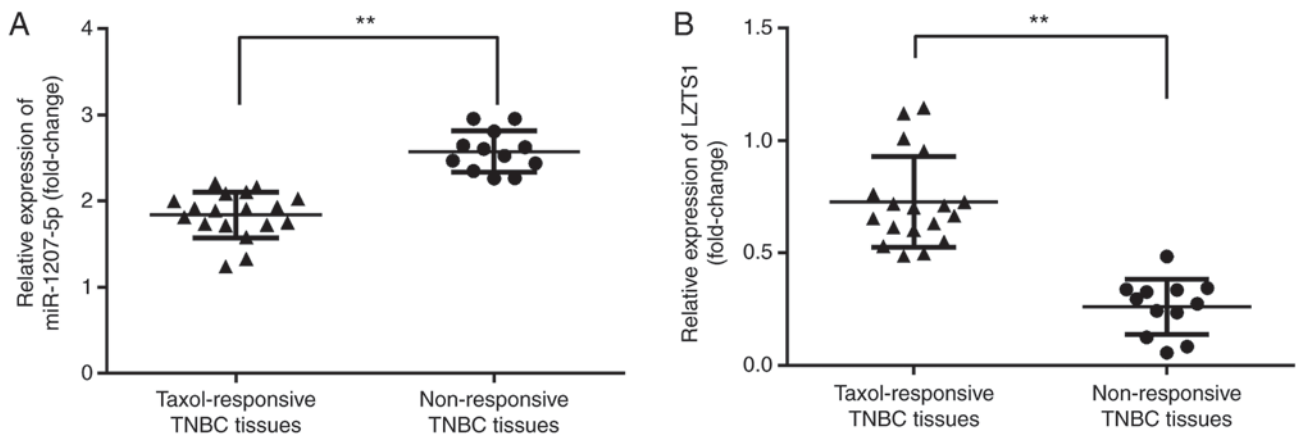 A
**
Relative expression of
miR-1207-5p (fold-change)
4
3
2
1
0
Taxol-responsive
TNBC tissues
Non-responsive
TNBC tissues
B
**
Relative expression of LZTS1
(fold-change)
1.5
1.0
0.5
0.0
Taxol-responsive
TNBC tissues
Non-responsive
TNBC tissues